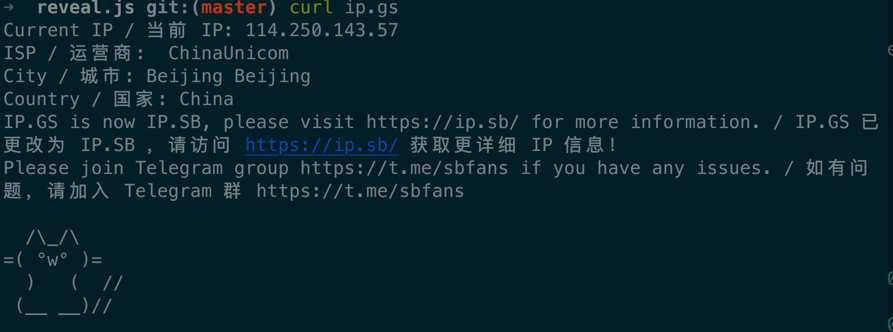 ➜  reveal.js git:(master) curl ip.gs
Current IP / 当前 IP: 114.250.143.57
ISP / 运营商:  ChinaUnicom
City / 城市: Beijing Beijing
Country / 国家: China
IP.GS is now IP.SB, please visit https://ip.sb/ for more information. / IP.GS 已
更改为 IP.SB ，请访问 https://ip.sb/ 获取更详细 IP 信息！
Please join Telegram group https://t.me/sbfans if you have any issues. / 如有问
题，请加入 Telegram 群 https://t.me/sbfans
  /\_/\
=( °w° )=
  )   (  //
 (__ __)//